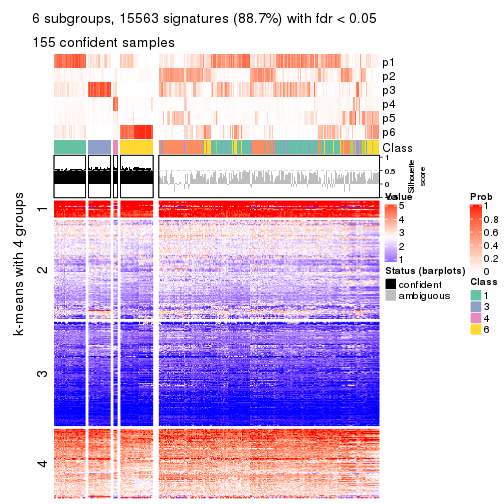 6 subgroups, 15563 signatures (88.7%) with fdr < 0.05
155 confident samples
p1
p2
p3
p4
p5
p6
Class
1
0.5
0
Silhouette
score
k-means with 4 groups
1
2
3
4
Value
5
4
3
2
1
Status (barplots)
confident
ambiguous
Prob
1
0.8
0.6
0.4
0.2
0
Class
1
3
4
6